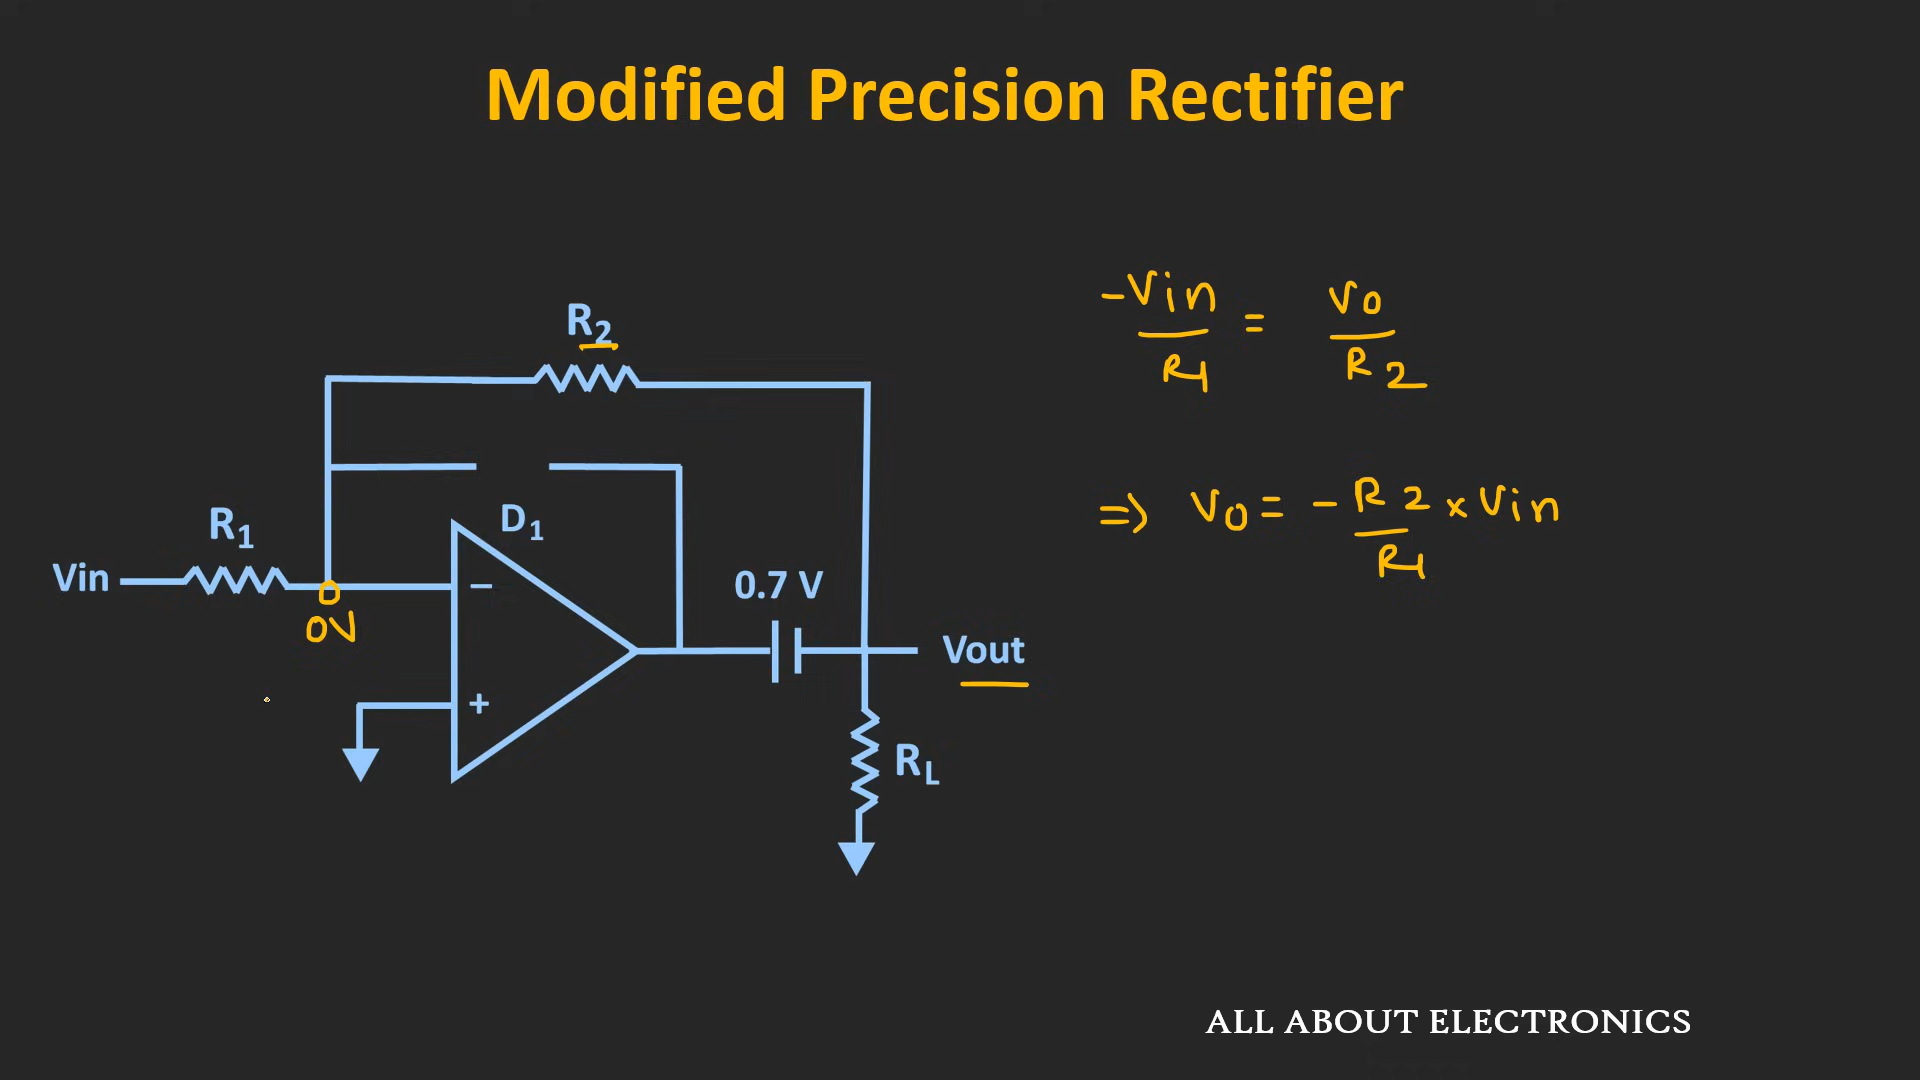 Modified Precision Rectifier
-Vin/R1 = Vo/R2
⇒ Vo = -R2/R1 x Vin
R2
D1
R1
Vin
−
0V
0.7 V
Vout
+
RL
ALL ABOUT ELECTRONICS